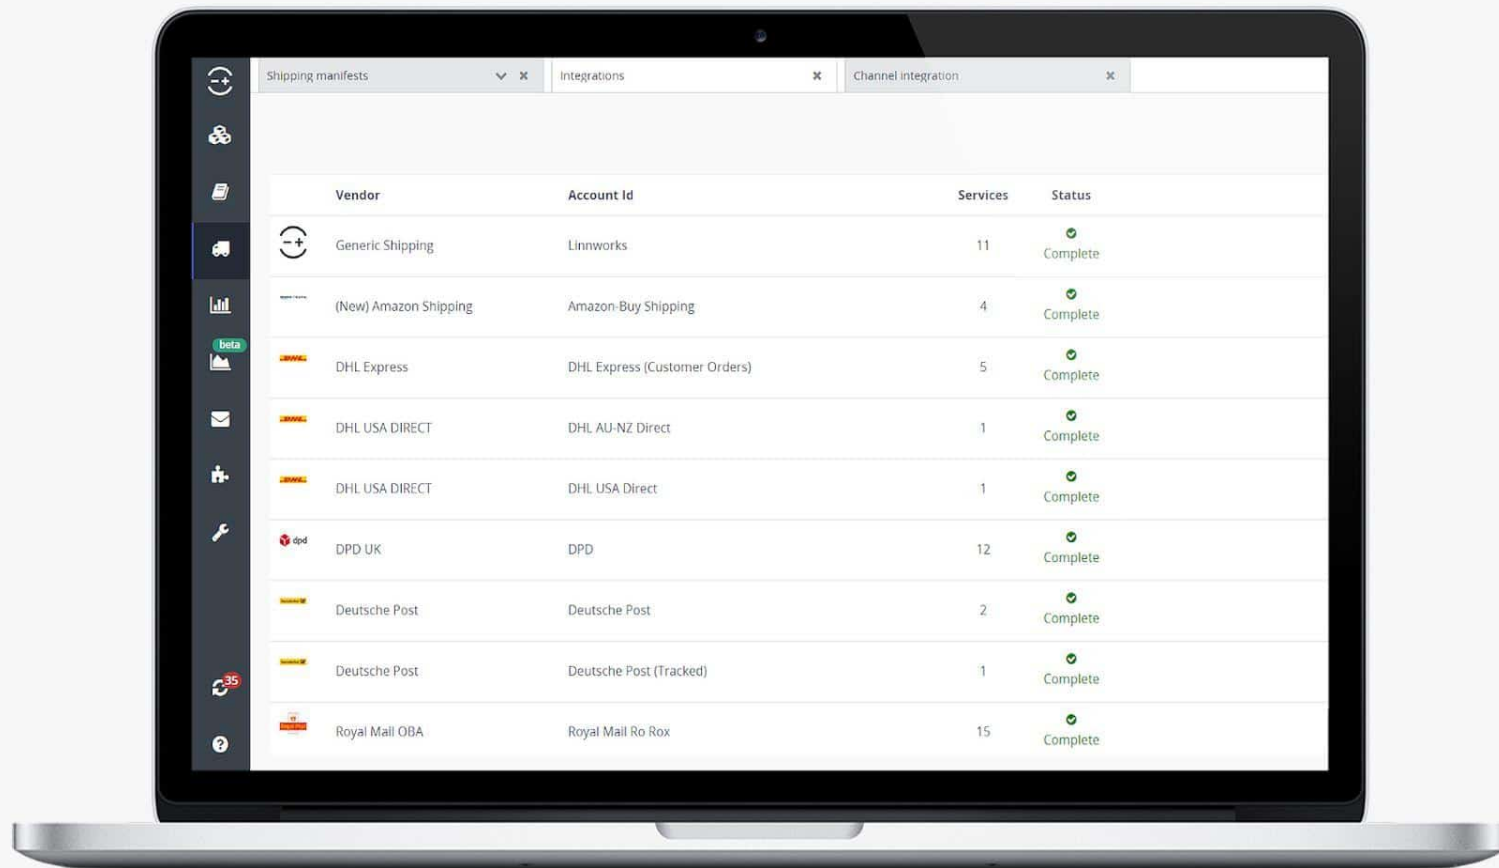 Shipping manifests
Integrations
Channel integration
Vendor Account Id Services Status
Generic Shipping Linnworks 11 Complete
(New) Amazon Shipping Amazon-Buy Shipping 4 Complete
DHL Express DHL Express (Customer Orders) 5 Complete
beta
DHL USA DIRECT DHL AU-NZ Direct 1 Complete
DHL USA DIRECT DHL USA Direct 1 Complete
dpd DPD UK DPD 12 Complete
Deutsche Post Deutsche Post 2 Complete
Deutsche Post Deutsche Post (Tracked) 1 Complete
35
Royal Mail OBA Royal Mail Ro Rox 15 Complete